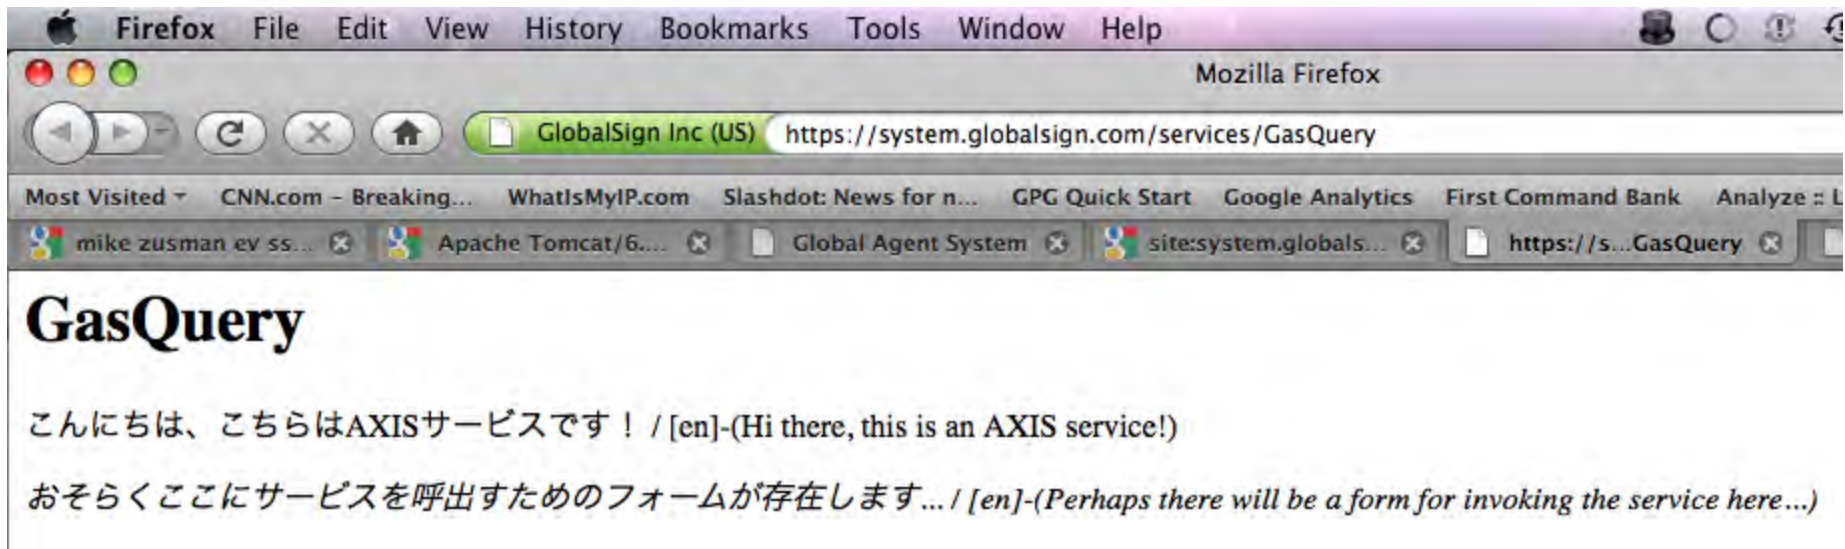 Firefox File Edit View History Bookmarks Tools Window Help
Mozilla Firefox
GlobalSign Inc (US) https://system.globalsign.com/services/GasQuery
Most Visited CNN.com – Breaking... WhatIsMyIP.com Slashdot: News for n... GPG Quick Start Google Analytics First Command Bank Analyze :: L
mike zusman ev ss... Apache Tomcat/6.... Global Agent System site:system.globals... https://s...GasQuery
GasQuery
こんにちは、こちらはAXISサービスです！ / [en]-(Hi there, this is an AXIS service!)
おそらくここにサービスを呼出すためのフォームが存在します... / [en]-(Perhaps there will be a form for invoking the service here...)